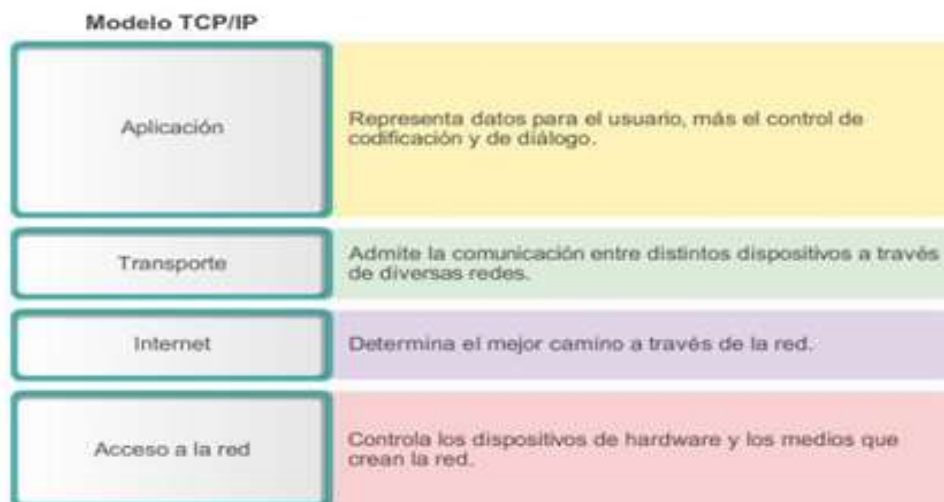 Modelo TCP/IP
Aplicación
Representa datos para el usuario, más el control de
codificación y de diálogo.
Transporte
Admite la comunicación entre distintos dispositivos a través
de diversas redes.
Internet
Determina el mejor camino a través de la red.
Acceso a la red
Controla los dispositivos de hardware y los medios que
crean la red.